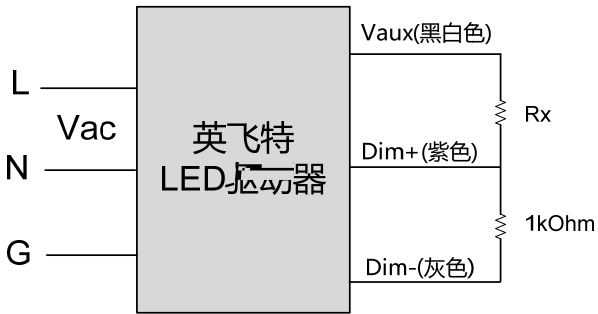 Vaux(黑白色)
L
Vac
Rx
英飞特
Dim+(紫色)
N
LED驱动器
1kOhm
G
Dim-(灰色)